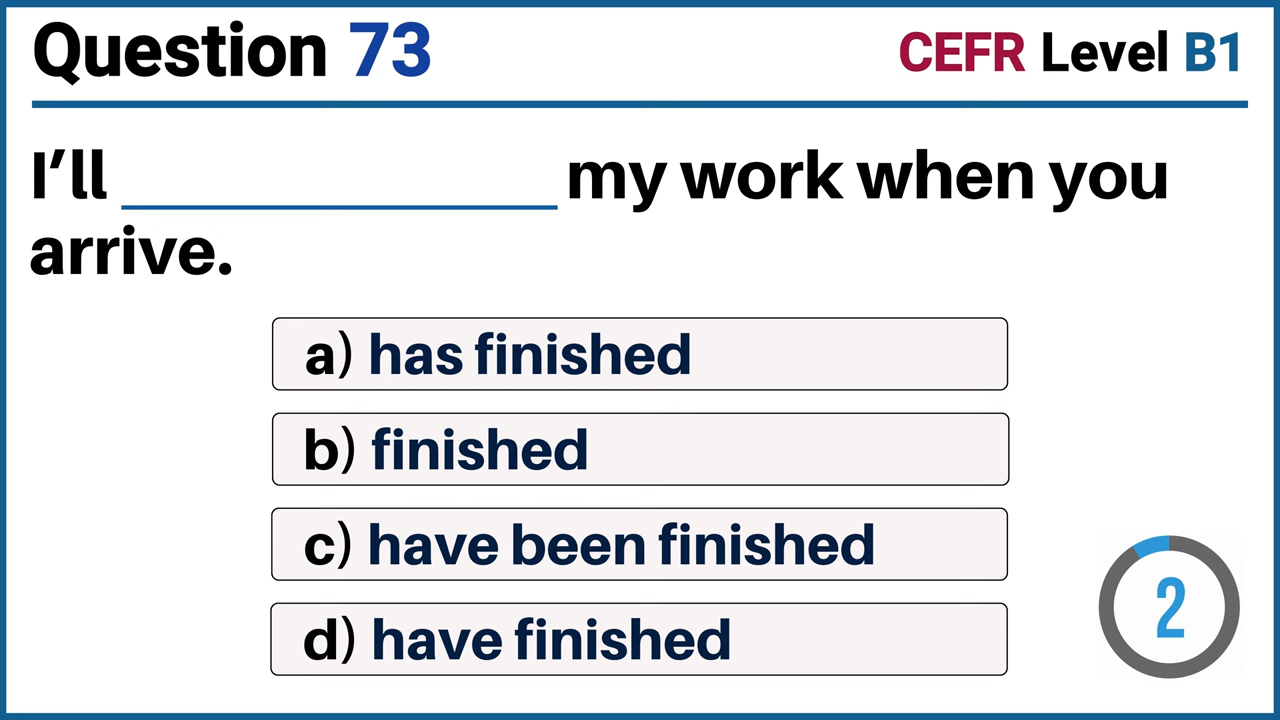 Question 73
CEFR Level B1
I’ll ____________ my work when you
arrive.
a) has finished
b) finished
c) have been finished
d) have finished
2